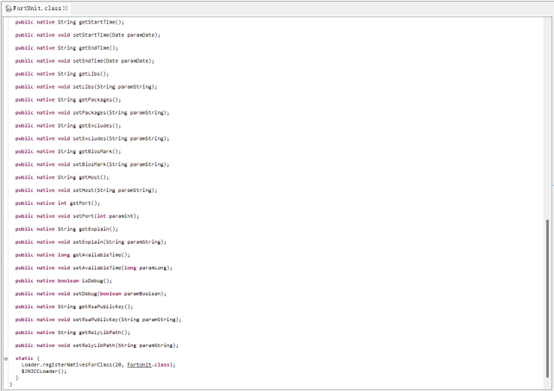 FortUnit.class
public native String getStartTime();
public native void setStartTime(Date paramDate);
public native String getEndTime();
public native void setEndTime(Date paramDate);
public native String getLibs();
public native void setLibs(String paramString);
public native String getPackages();
public native void setPackages(String paramString);
public native String getExcludes();
public native void setExcludes(String paramString);
public native String getBiosPark();
public native void setBiosPark(String paramString);
public native String getHost();
public native void setHost(String paramString);
public native int getPort();
public native void setPort(int paramInt);
public native String getExplain();
public native void setExplain(String paramString);
public native long getAvailableTime();
public native void setAvailableTime(long paramLong);
public native boolean isDebug();
public native void setDebug(boolean paramBoolean);
public native String getRsaPublicKey();
public native void setRsaPublicKey(String paramString);
public native String getRelyLibPath();
public native void setRelyLibPath(String paramString);
static {
Loader.registerNativesForClass(20, FortUnit.class);
}
}